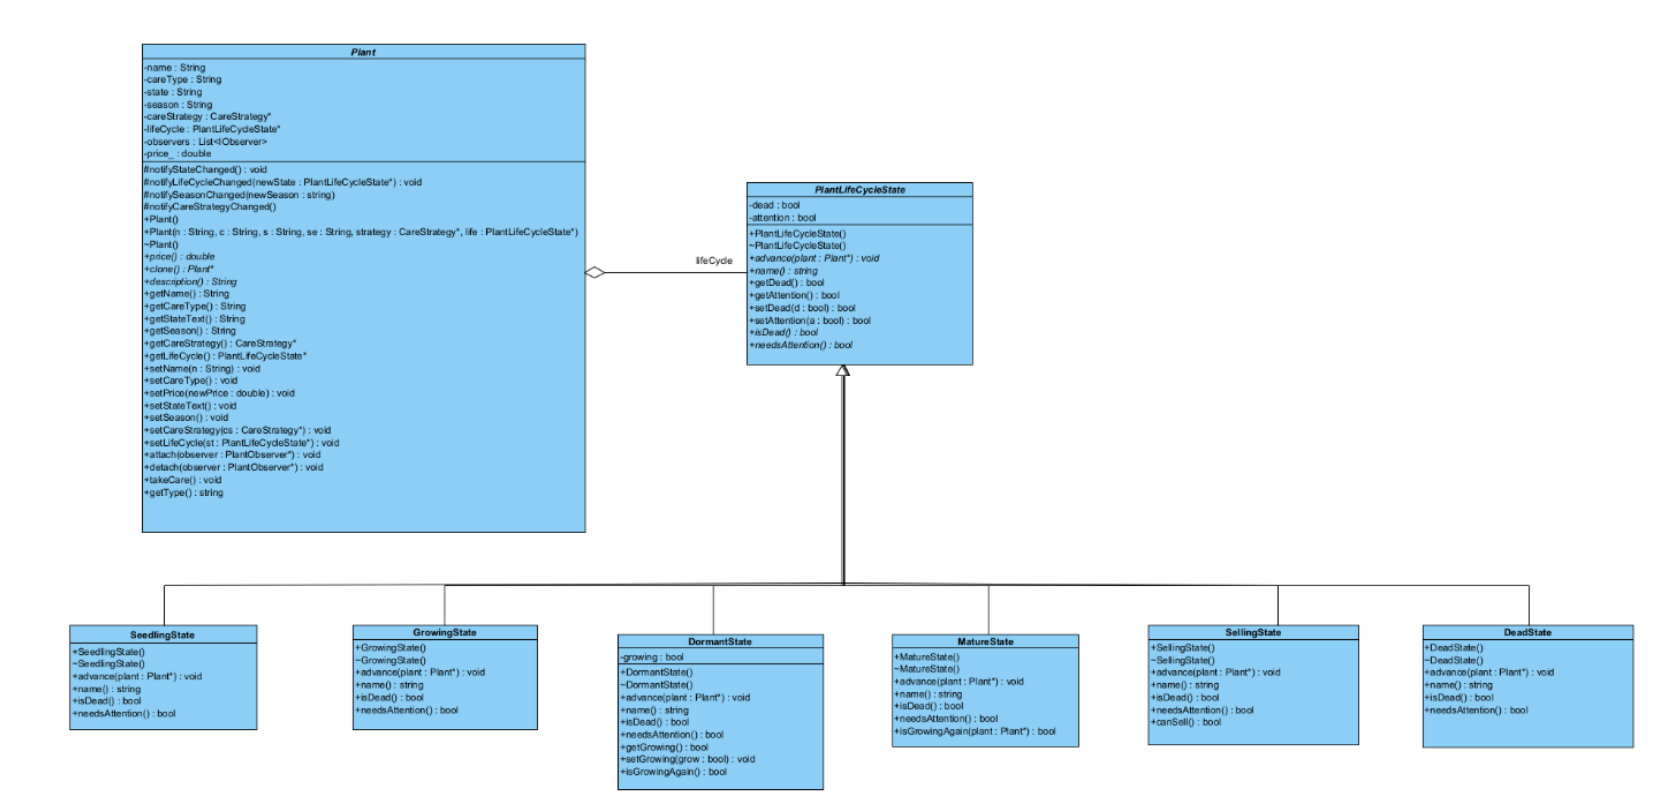 Plant
-name : String
-careType : String
-state : String
-season : String
-careStrategy : CareStrategy*
-lifeCycle : PlantLifeCycleState*
-observers : List<IObserver>
-price_ : double
#notifyStateChanged() : void
#notifyLifeCycleChanged(newState : PlantLifeCycleState*) : void
#notifySeasonChanged(newSeason : string)
#notifyCareStrategyChanged()
+Plant()
+Plant(n : String, c : String, s : String, se : String, strategy : CareStrategy*, life : PlantLifeCycleState*)
~Plant()
+price() : double
+clone() : Plant*
+description() : String
+getName() : String
+getCareType() : String
+getStateText() : String
+getSeason() : String
+getCareStrategy() : CareStrategy*
+getLifeCycle() : PlantLifeCycleState*
+setName(n : String) : void
+setCareType() : void
+setPrice(newPrice : double) : void
+setStateText() : void
+setSeason() : void
+setCareStrategy(cs : CareStrategy*) : void
+setLifeCycle(st : PlantLifeCycleState*) : void
+attach(observer : PlantObserver*) : void
+detach(observer : PlantObserver*) : void
+takeCare() : void
+getType() : string
lifeCycle
PlantLifeCycleState
-dead : bool
-attention : bool
+PlantLifeCycleState()
~PlantLifeCycleState()
+advance(plant : Plant*) : void
+name() : string
+getDead() : bool
+getAttention() : bool
+setDead(d : bool) : bool
+setAttention(a : bool) : bool
+isDead() : bool
+needsAttention() : bool
SeedlingState
+SeedlingState()
~SeedlingState()
+advance(plant : Plant*) : void
+name() : string
+isDead() : bool
+needsAttention() : bool
GrowingState
+GrowingState()
~GrowingState()
+advance(plant : Plant*) : void
+name() : string
+isDead() : bool
+needsAttention() : bool
DormantState
-growing : bool
+DormantState()
~DormantState()
+advance(plant : Plant*) : void
+name() : string
+isDead() : bool
+needsAttention() : bool
+getGrowing() : bool
+setGrowing(grow : bool) : void
+isGrowingAgain() : bool
MatureState
+MatureState()
~MatureState()
+advance(plant : Plant*) : void
+name() : string
+isDead() : bool
+needsAttention() : bool
+isGrowingAgain(plant : Plant*) : bool
SellingState
+SellingState()
~SellingState()
+advance(plant : Plant*) : void
+name() : string
+isDead() : bool
+needsAttention() : bool
+canSell() : bool
DeadState
+DeadState()
~DeadState()
+advance(plant : Plant*) : void
+name() : string
+isDead() : bool
+needsAttention() : bool